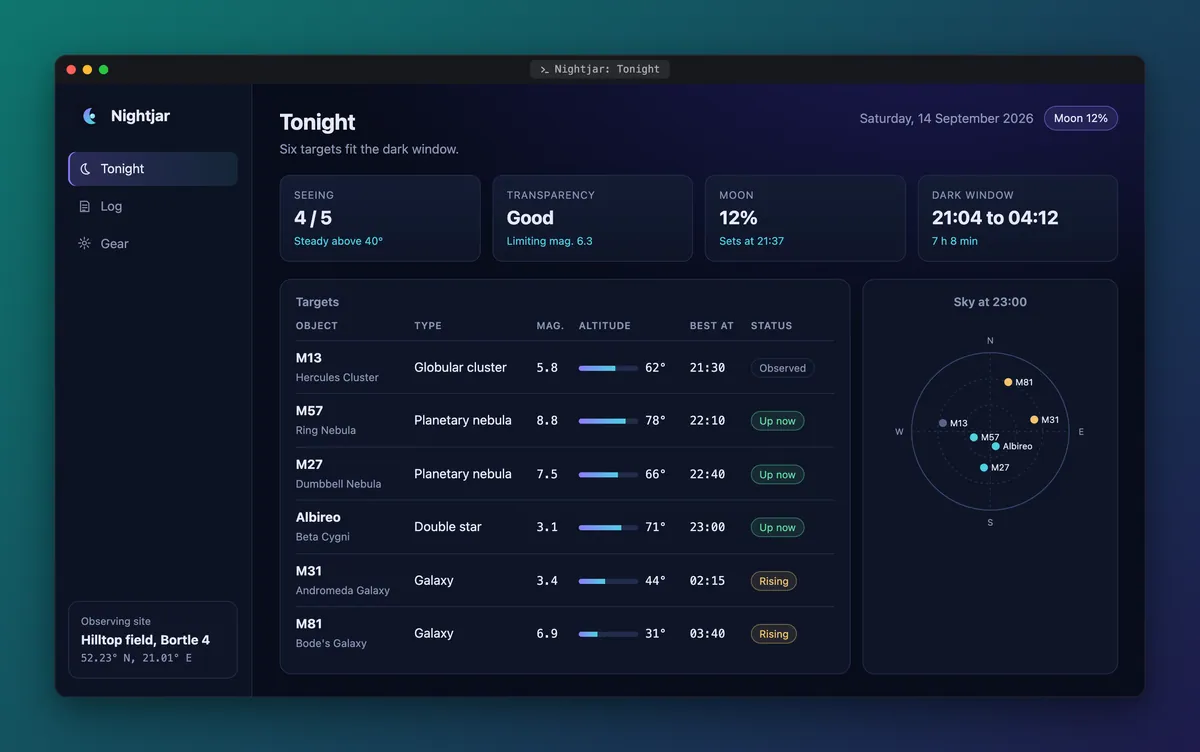 >_ Nightjar: Tonight
Nightjar
Tonight
Log
Gear
Observing site
Hilltop field, Bortle 4
52.23° N, 21.01° E
Tonight
Six targets fit the dark window.
Saturday, 14 September 2026
Moon 12%
SEEING
4 / 5
Steady above 40°
TRANSPARENCY
Good
Limiting mag. 6.3
MOON
12%
Sets at 21:37
DARK WINDOW
21:04 to 04:12
7 h 8 min
Targets
OBJECT TYPE MAG. ALTITUDE BEST AT STATUS
M13
Hercules Cluster
Globular cluster 5.8 62° 21:30 Observed
M57
Ring Nebula
Planetary nebula 8.8 78° 22:10 Up now
M27
Dumbbell Nebula
Planetary nebula 7.5 66° 22:40 Up now
Albireo
Beta Cygni
Double star 3.1 71° 23:00 Up now
M31
Andromeda Galaxy
Galaxy 3.4 44° 02:15 Rising
M81
Bode's Galaxy
Galaxy 6.9 31° 03:40 Rising
Sky at 23:00
N
M81
M31
M13
W
E
M57
Albireo
M27
S